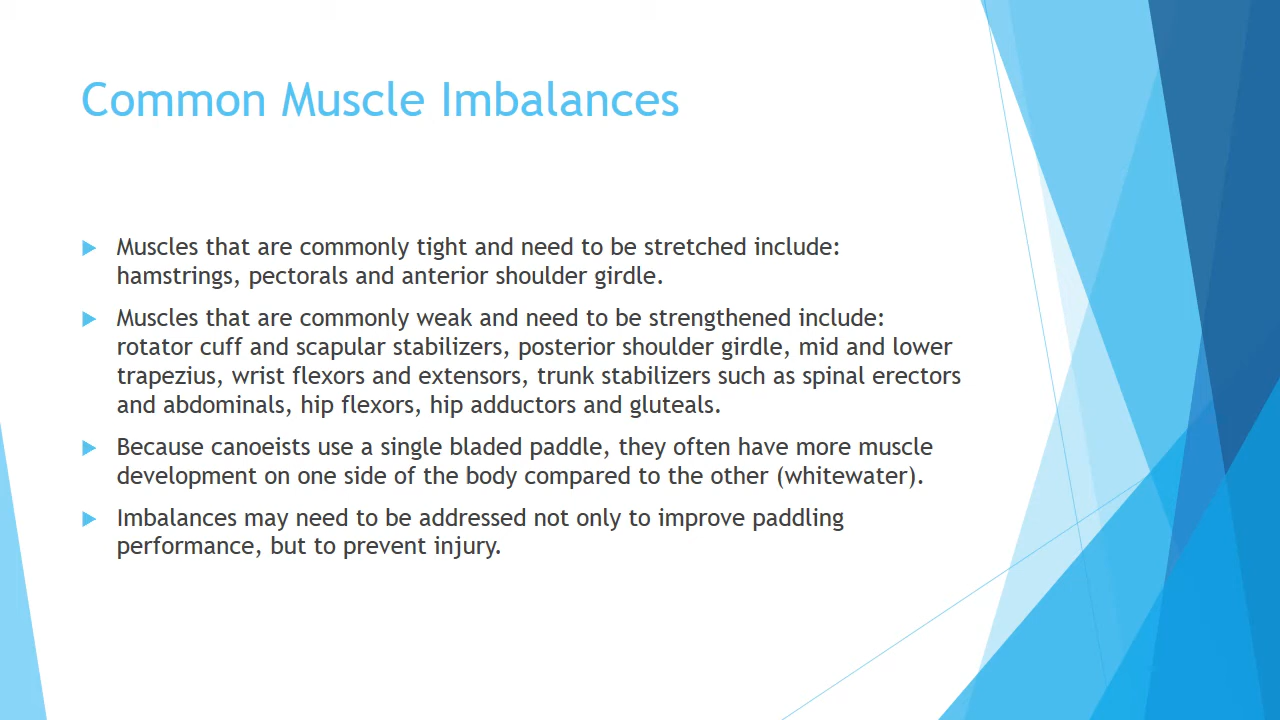 Common Muscle Imbalances
Muscles that are commonly tight and need to be stretched include:
hamstrings, pectorals and anterior shoulder girdle.
Muscles that are commonly weak and need to be strengthened include:
rotator cuff and scapular stabilizers, posterior shoulder girdle, mid and lower
trapezius, wrist flexors and extensors, trunk stabilizers such as spinal erectors
and abdominals, hip flexors, hip adductors and gluteals.
Because canoeists use a single bladed paddle, they often have more muscle
development on one side of the body compared to the other (whitewater).
Imbalances may need to be addressed not only to improve paddling
performance, but to prevent injury.